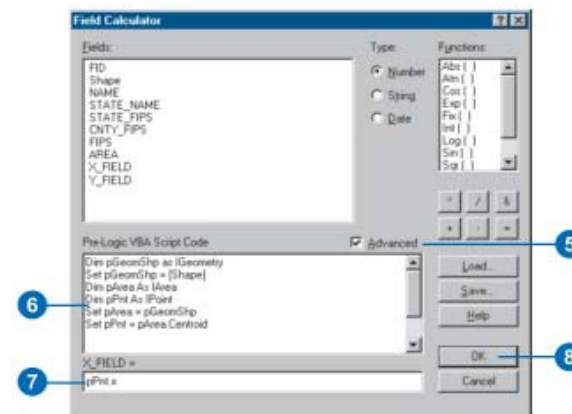 Field Calculator
Fields:
FID
Shape
NAME
STATE_NAME
STATE_FIPS
CNTY_FIPS
FIPS
AREA
X_FIELD
Y_FIELD
Type:
Number
String
Date
Functions:
Abs ( )
Atn ( )
Cos ( )
Exp ( )
Fix ( )
Int ( )
Log ( )
Sin ( )
Sqr ( )
* / &
+ - =
Pre-Logic VBA Script Code
Advanced
5
Dim pGeomShp as IGeometry
Set pGeomShp = [Shape]
Dim pArea As IArea
Dim pPnt As IPoint
Set pArea = pGeomShp
Set pPnt = pArea.Centroid
6
Load...
Save...
Help
X_FIELD =
7
pPnt.x
OK
8
Cancel